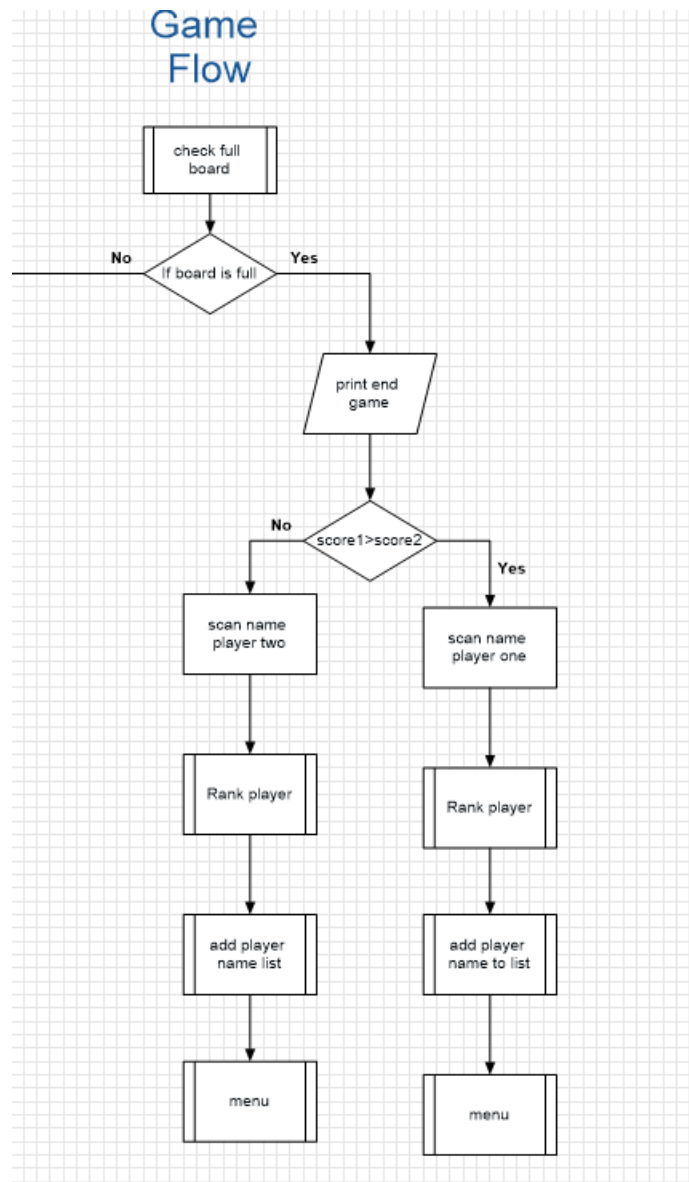 Game
Flow
check full
board
No
If board is full
Yes
print end
game
No
score1>score2
Yes
scan name
player two
scan name
player one
Rank player
Rank player
add player
name list
add player
name to list
menu
menu